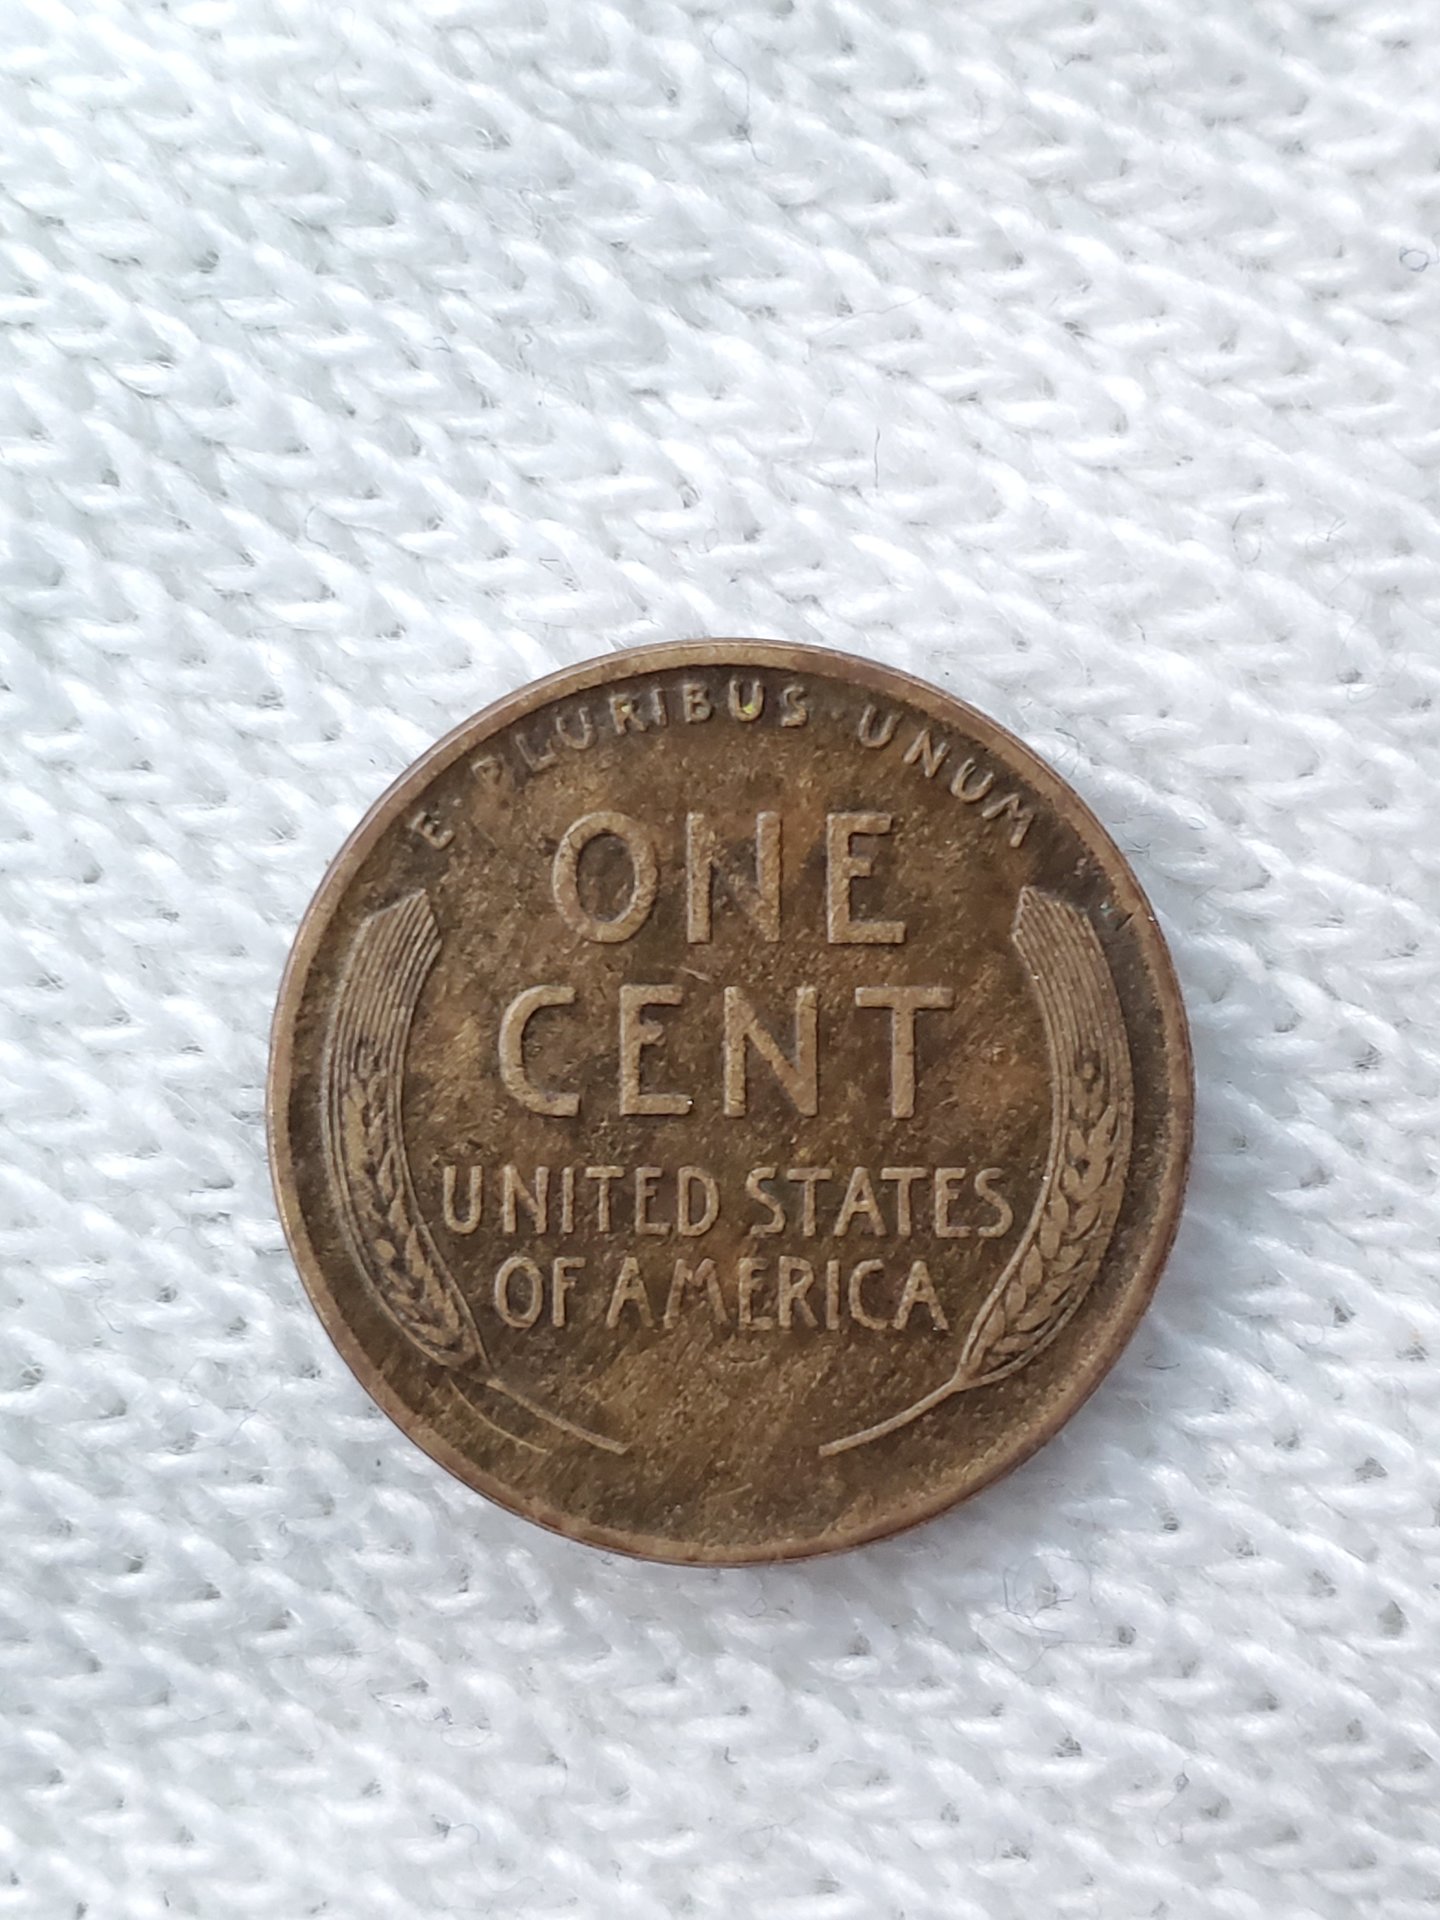 E PLURIBUS UNUM
ONE
CENT
UNITED STATES
OF AMERICA